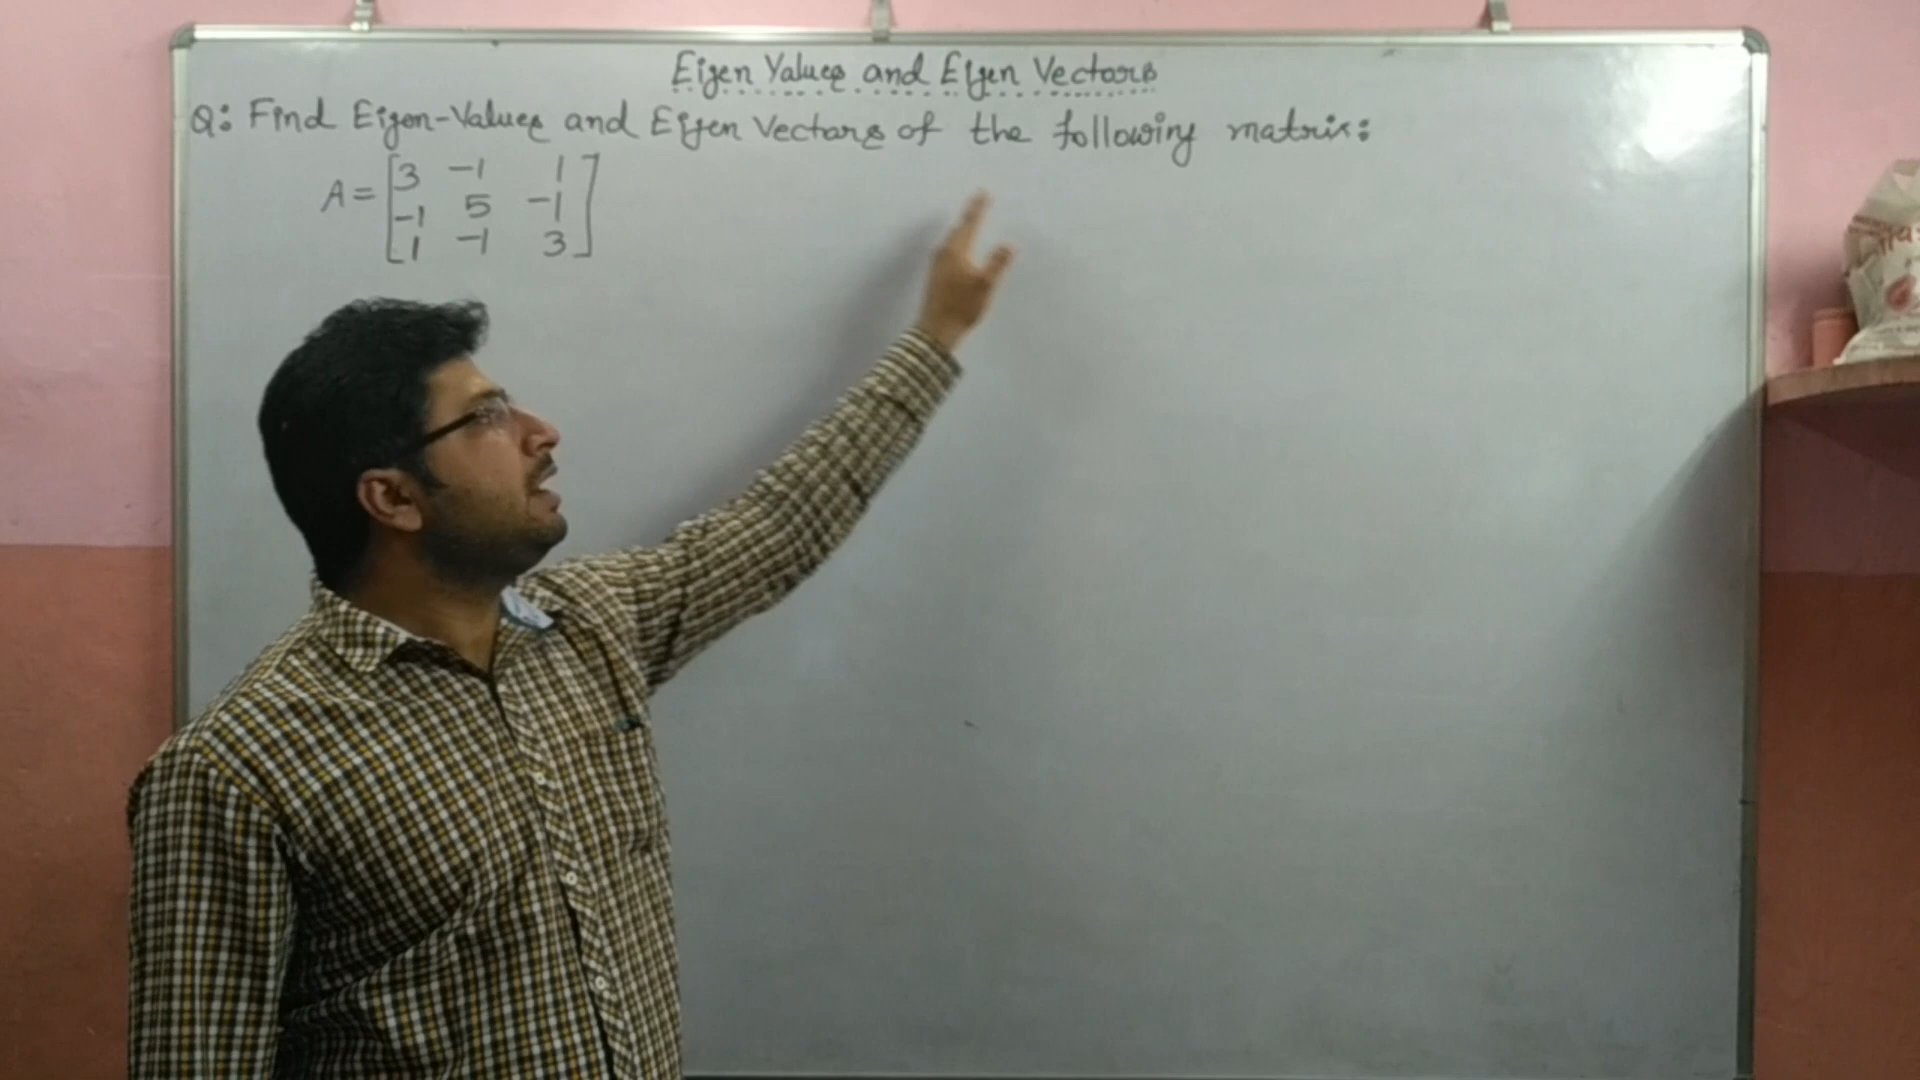 Eigen Values and Eigen Vectors
Q: Find Eigen-Values and Eigen Vectors of the following matrix:
A = [3 -1 1
-1 5 -1
1 -1 3]